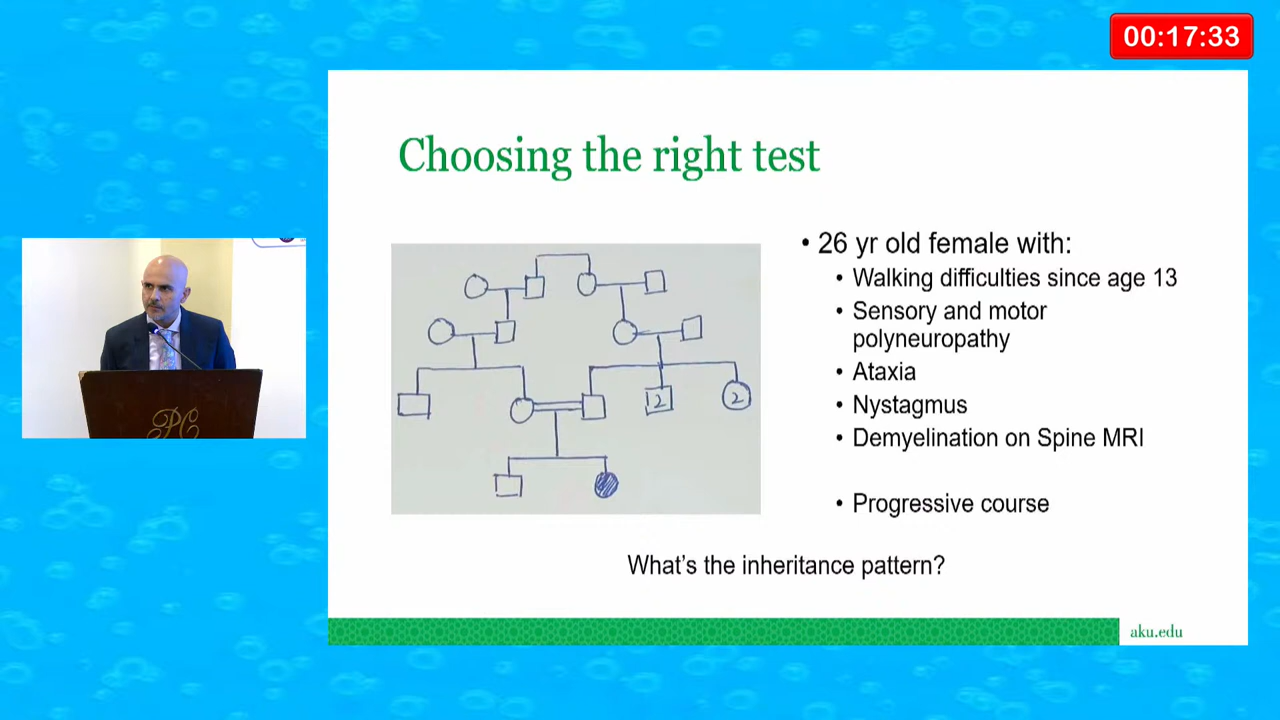 00:17:33
Choosing the right test
• 26 yr old female with:
• Walking difficulties since age 13
• Sensory and motor
polyneuropathy
• Ataxia
• Nystagmus
• Demyelination on Spine MRI
• Progressive course
2
2
What's the inheritance pattern?
aku.edu
PC